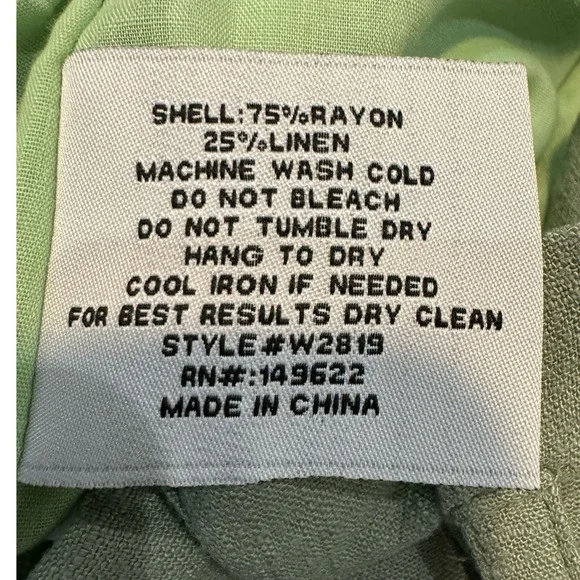 SHELL:75%RAYON
25%LINEN
MACHINE WASH COLD
DO NOT BLEACH
DO NOT TUMBLE DRY
HANG TO DRY
COOL IRON IF NEEDED
FOR BEST RESULTS DRY CLEAN
STYLE#W2819
RN#:149622
MADE IN CHINA